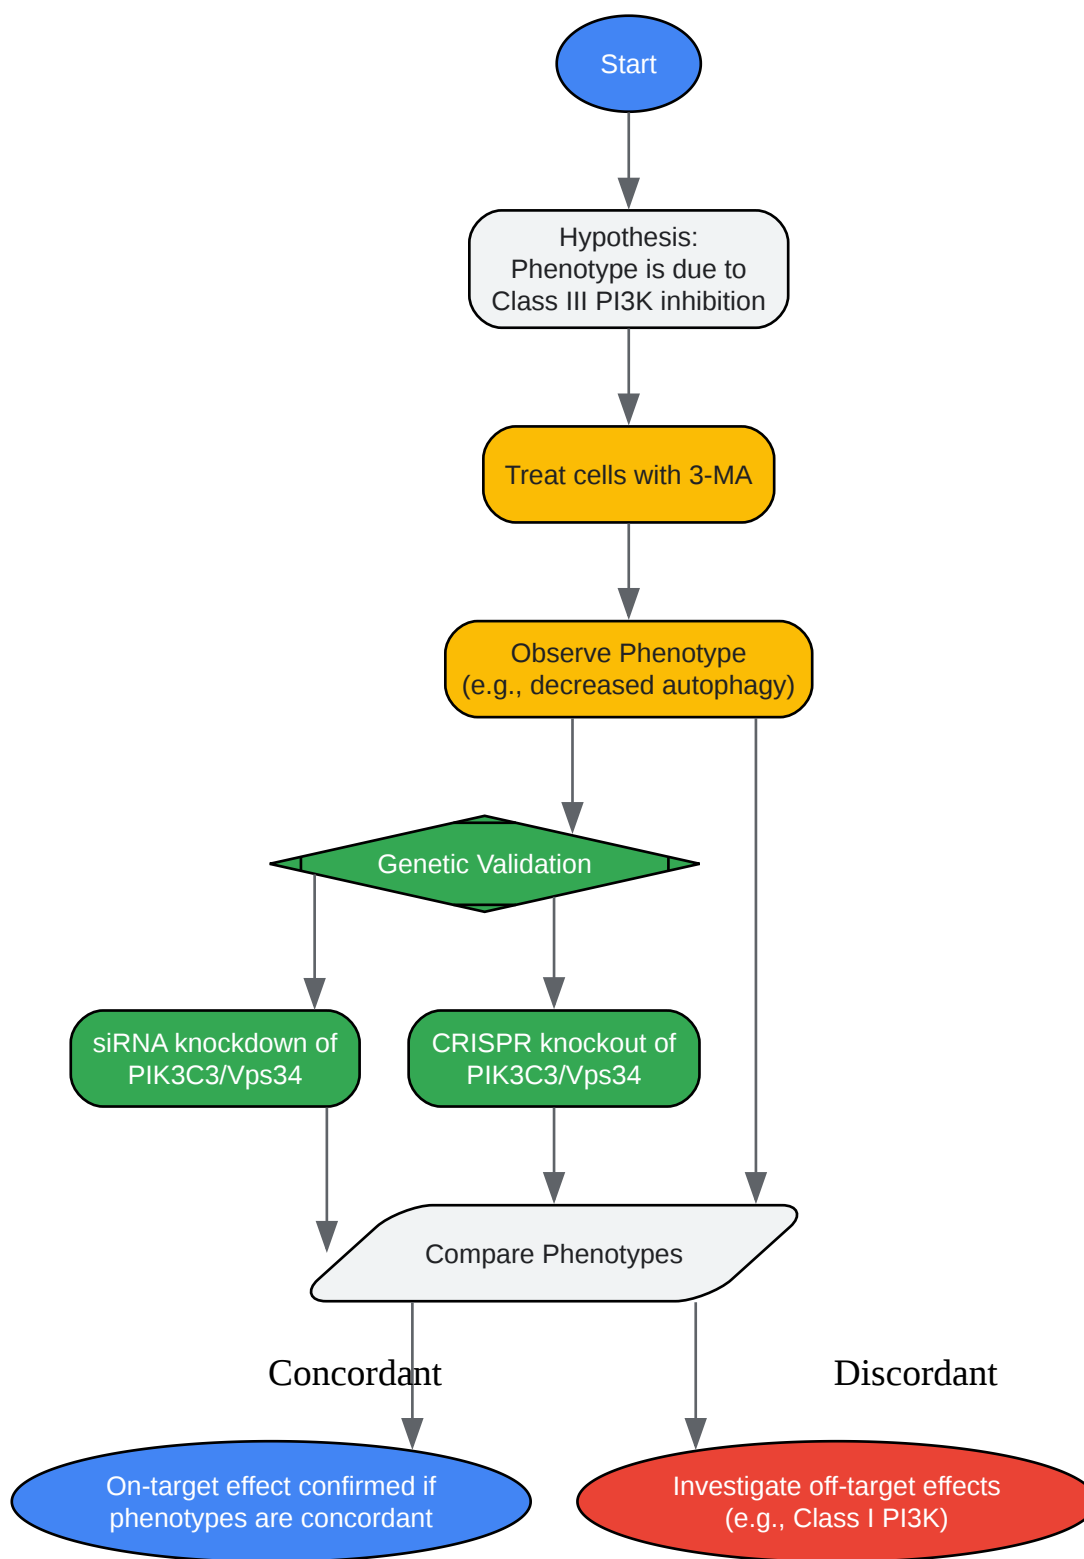 Start
Hypothesis:
Phenotype is due to
Class III PI3K inhibition
Treat cells with 3-MA
Observe Phenotype
(e.g., decreased autophagy)
Genetic Validation
siRNA knockdown of
PIK3C3/Vps34
CRISPR knockout of
PIK3C3/Vps34
Compare Phenotypes
Concordant
Discordant
On-target effect confirmed if
phenotypes are concordant
Investigate off-target effects
(e.g., Class I PI3K)